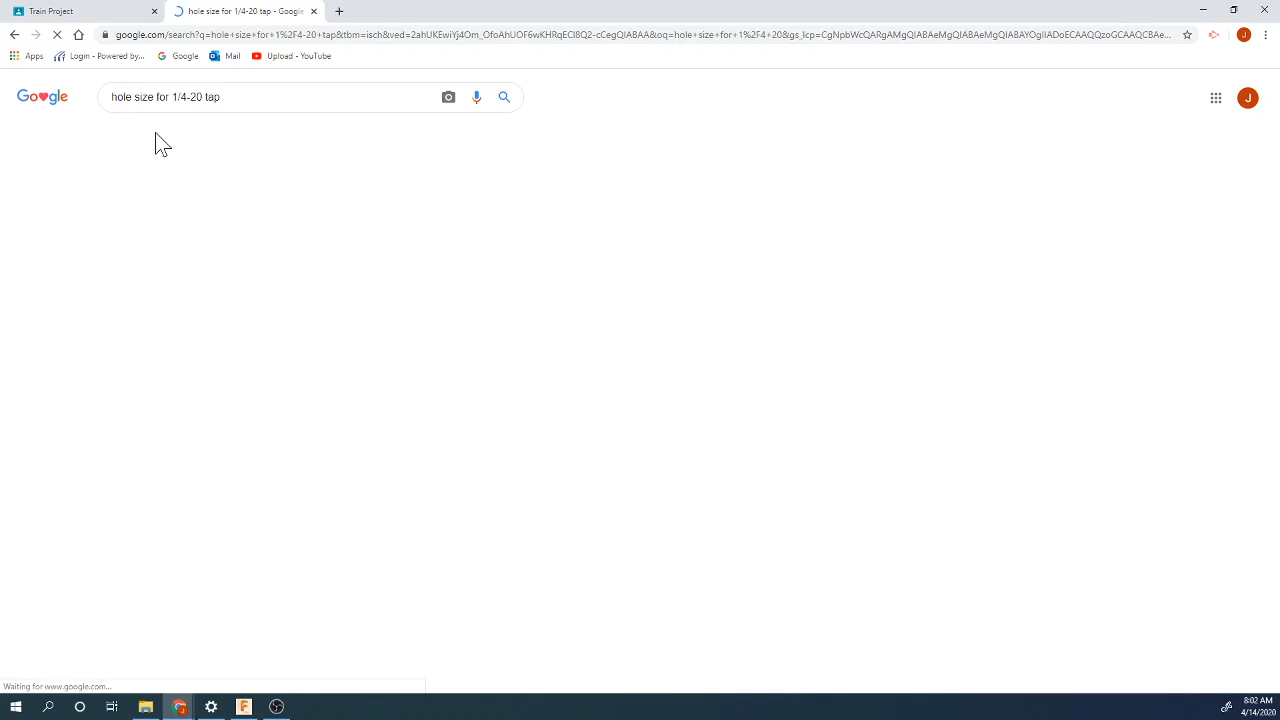 Train Project
hole size for 1/4-20 tap - Google
google.com/search?q=hole+size+for+1%2F4-20+tap&tbm=isch&ved=2ahUKEwiYj4Om_OfoAhUOF6wKHRqECI8Q2-cCegQIABAA&oq=hole+size+for+1%2F4+20&gs_lcp=CgNpbWcQARgAMgQIABAeMgQIABAeMgQIABAeMgQIABAYOgIIADoECAAQQzoGCAAQCBAe...
J
Apps
Login - Powered by...
Google
Mail
Upload - YouTube
Google
hole size for 1/4-20 tap
J
Waiting for www.google.com...
8:02 AM
4/14/2020